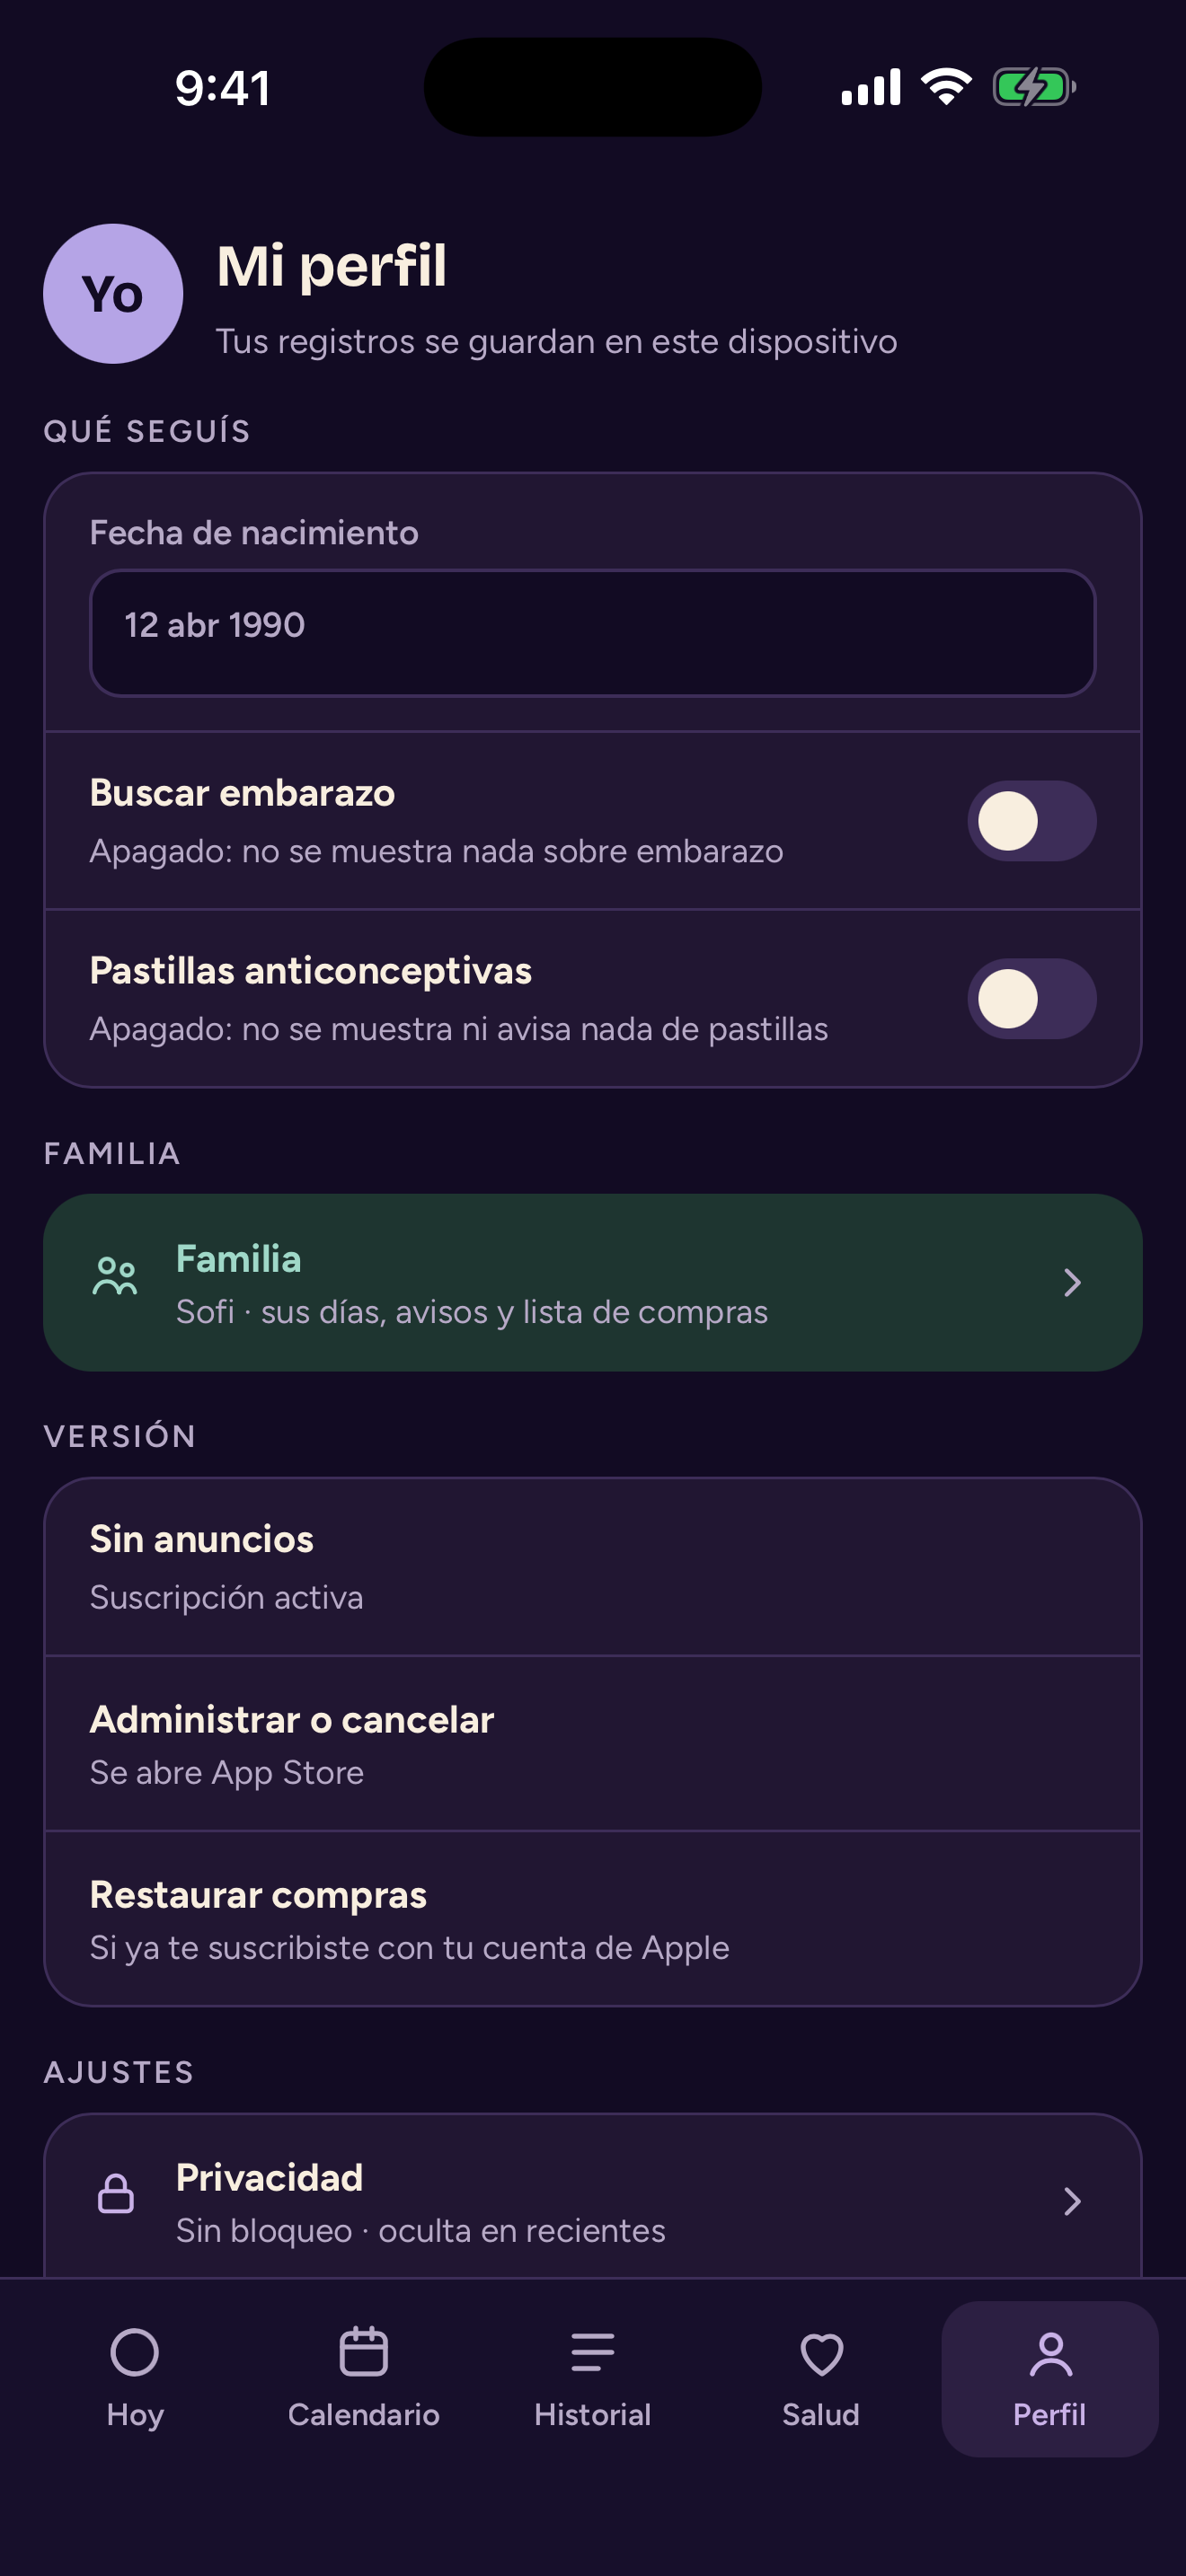 9:41
Yo
Mi perfil
Tus registros se guardan en este dispositivo
QUÉ SEGUÍS
Fecha de nacimiento
12 abr 1990
Buscar embarazo
Apagado: no se muestra nada sobre embarazo
Pastillas anticonceptivas
Apagado: no se muestra ni avisa nada de pastillas
FAMILIA
Familia
Sofi · sus días, avisos y lista de compras
VERSIÓN
Sin anuncios
Suscripción activa
Administrar o cancelar
Se abre App Store
Restaurar compras
Si ya te suscribiste con tu cuenta de Apple
AJUSTES
Privacidad
Sin bloqueo · oculta en recientes
Hoy
Calendario
Historial
Salud
Perfil